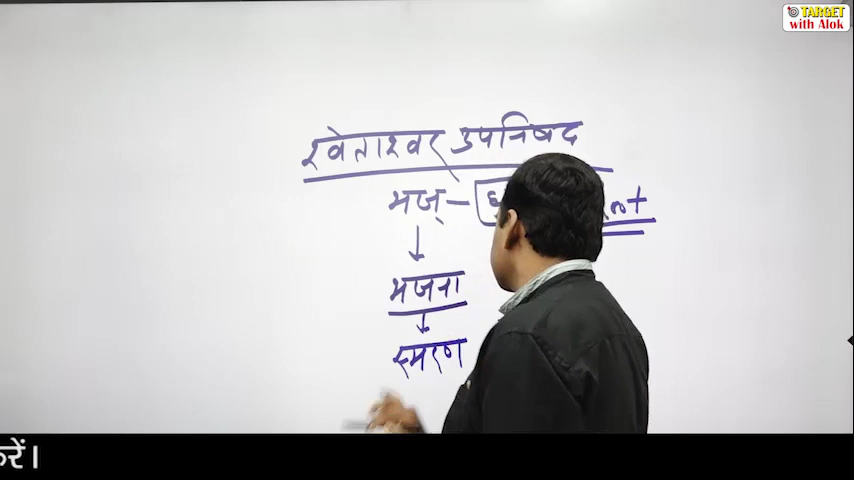 TARGET
with Alok
श्वेताश्वर उपनिषद
भज् —
भजना
स्मरण
करें।